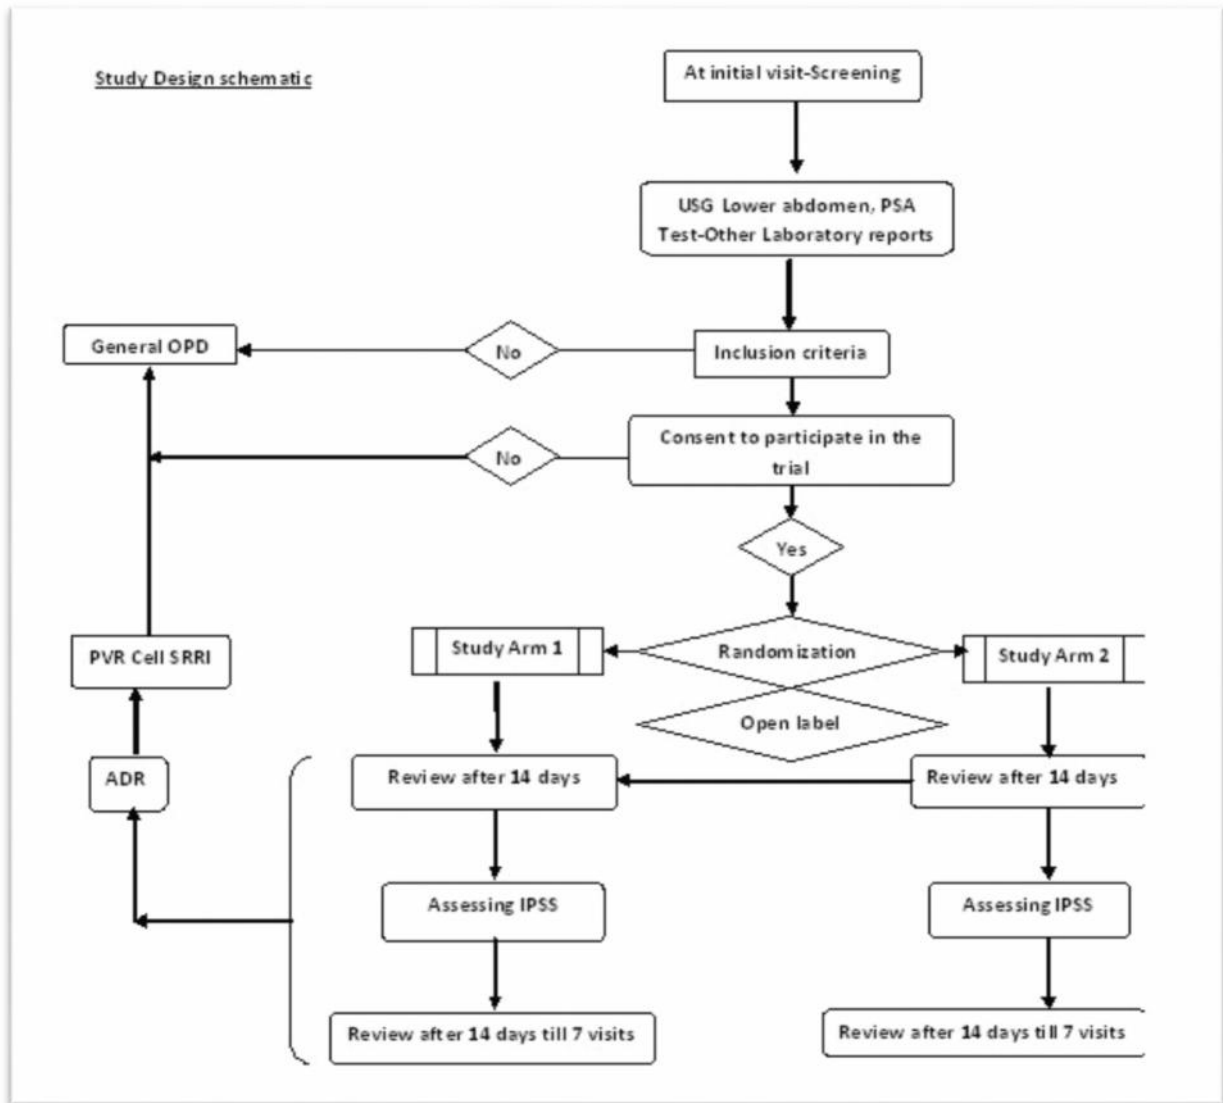 Study Design schematic
At initial visit-Screening
USG Lower abdomen, PSA
Test-Other Laboratory reports
General OPD
No
Inclusion criteria
Consent to participate in the
trial
No
Yes
Study Arm 1
Randomization
Study Arm 2
PVR Cell SRRI
Open label
ADR
Review after 14 days
Review after 14 days
Assessing IPSS
Assessing IPSS
Review after 14 days till 7 visits
Review after 14 days till 7 visits